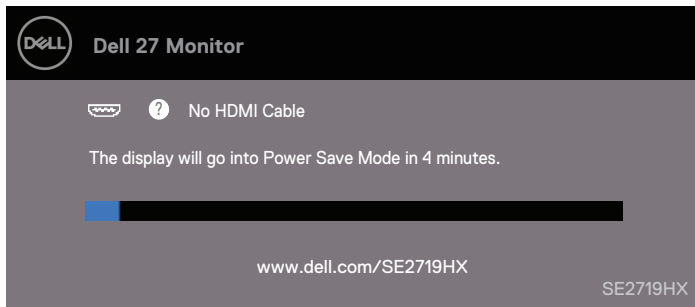 DELL
Dell 27 Monitor
? No HDMI Cable
The display will go into Power Save Mode in 4 minutes.
www.dell.com/SE2719HX
SE2719HX